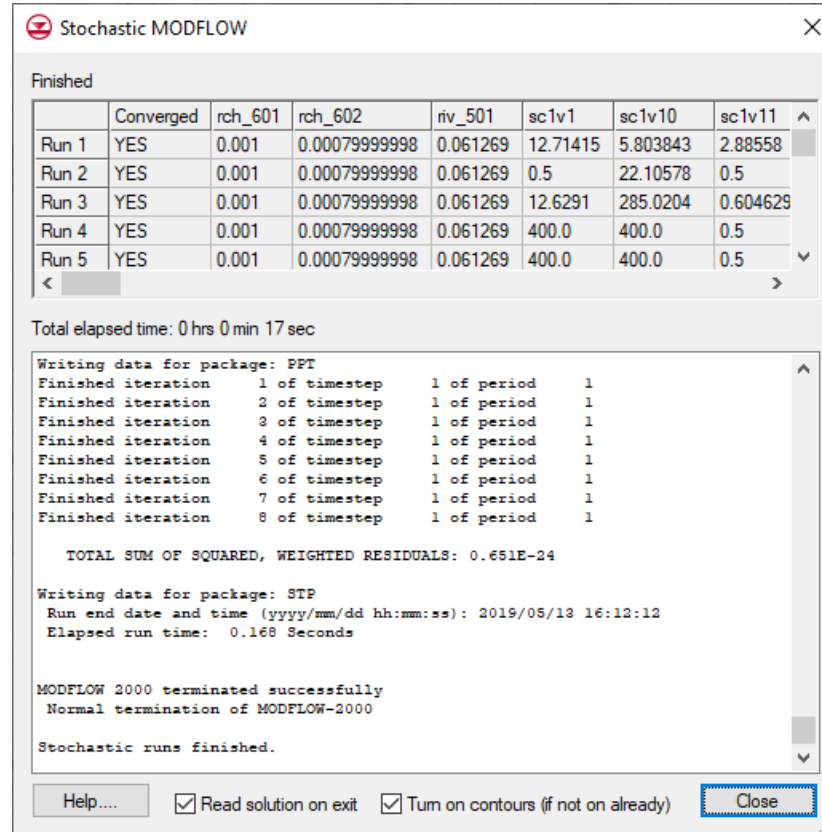 Stochastic MODFLOW
Finished
Converged rch_601 rch_602 riv_501 sc1v1 sc1v10 sc1v11
Run 1 YES 0.001 0.00079999998 0.061269 12.71415 5.803843 2.88558
Run 2 YES 0.001 0.00079999998 0.061269 0.5 22.10578 0.5
Run 3 YES 0.001 0.00079999998 0.061269 12.6291 285.0204 0.604629
Run 4 YES 0.001 0.00079999998 0.061269 400.0 400.0 0.5
Run 5 YES 0.001 0.00079999998 0.061269 400.0 400.0 0.5
Total elapsed time: 0 hrs 0 min 17 sec
Writing data for package: PPT
Finished iteration 1 of timestep 1 of period 1
Finished iteration 2 of timestep 1 of period 1
Finished iteration 3 of timestep 1 of period 1
Finished iteration 4 of timestep 1 of period 1
Finished iteration 5 of timestep 1 of period 1
Finished iteration 6 of timestep 1 of period 1
Finished iteration 7 of timestep 1 of period 1
Finished iteration 8 of timestep 1 of period 1
TOTAL SUM OF SQUARED, WEIGHTED RESIDUALS: 0.651E-24
Writing data for package: STP
Run end date and time (yyyy/mm/dd hh:mm:ss): 2019/05/13 16:12:12
Elapsed run time: 0.168 Seconds
MODFLOW 2000 terminated successfully
Normal termination of MODFLOW-2000
Stochastic runs finished.
Help.... Read solution on exit Turn on contours (if not on already) Close